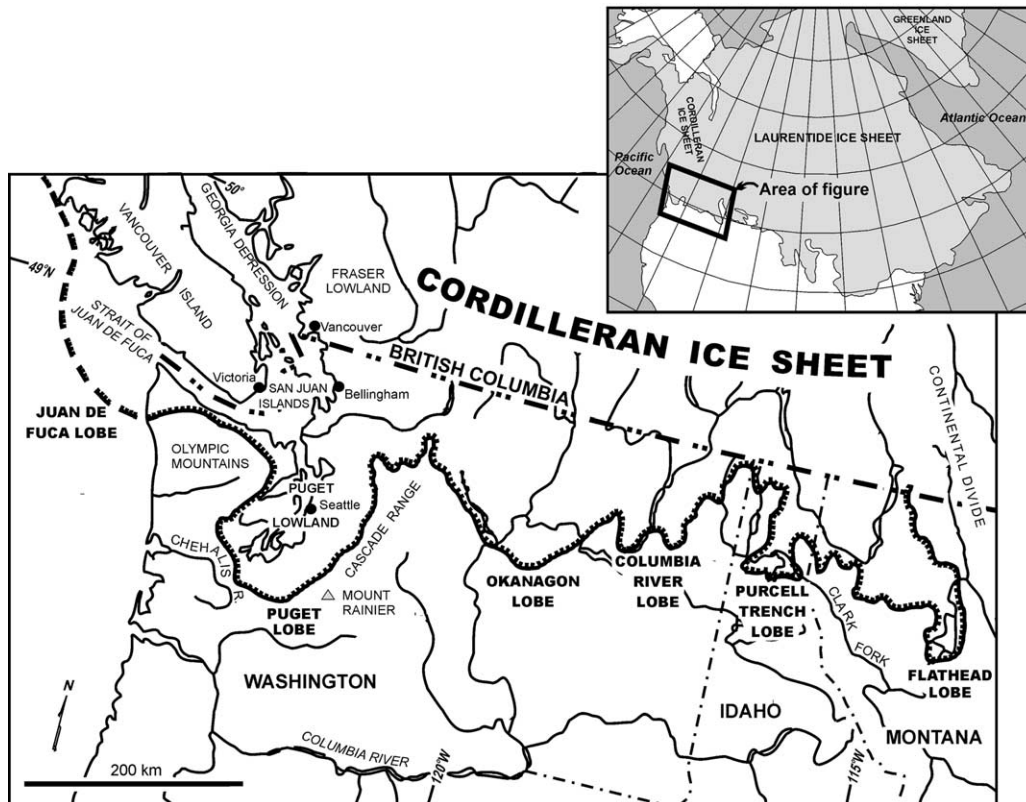 GREENLAND
ICE
SHEET
CORDILLERAN
ICE SHEET
Atlantic Ocean
LAURENTIDE ICE SHEET
Pacific
Ocean
Area of figure
50°
VANCOUVER
ISLAND
GEORGIA DEPRESSION
49°N
FRASER
LOWLAND
CORDILLERAN ICE SHEET
STRAIT OF
JUAN DE FUCA
Vancouver
BRITISH COLUMBIA
Victoria
SAN JUAN
ISLANDS
Bellingham
CONTINENTAL DIVIDE
JUAN DE
FUCA LOBE
OLYMPIC
MOUNTAINS
PUGET
LOWLAND
Seattle
CASCADE RANGE
CHEHALIS R.
OKANAGON
LOBE
COLUMBIA
RIVER
LOBE
PURCELL
TRENCH
LOBE
CLARK
FORK
MOUNT
RAINIER
PUGET
LOBE
FLATHEAD
LOBE
WASHINGTON
IDAHO
MONTANA
N
COLUMBIA RIVER
120°W
115°W
200 km